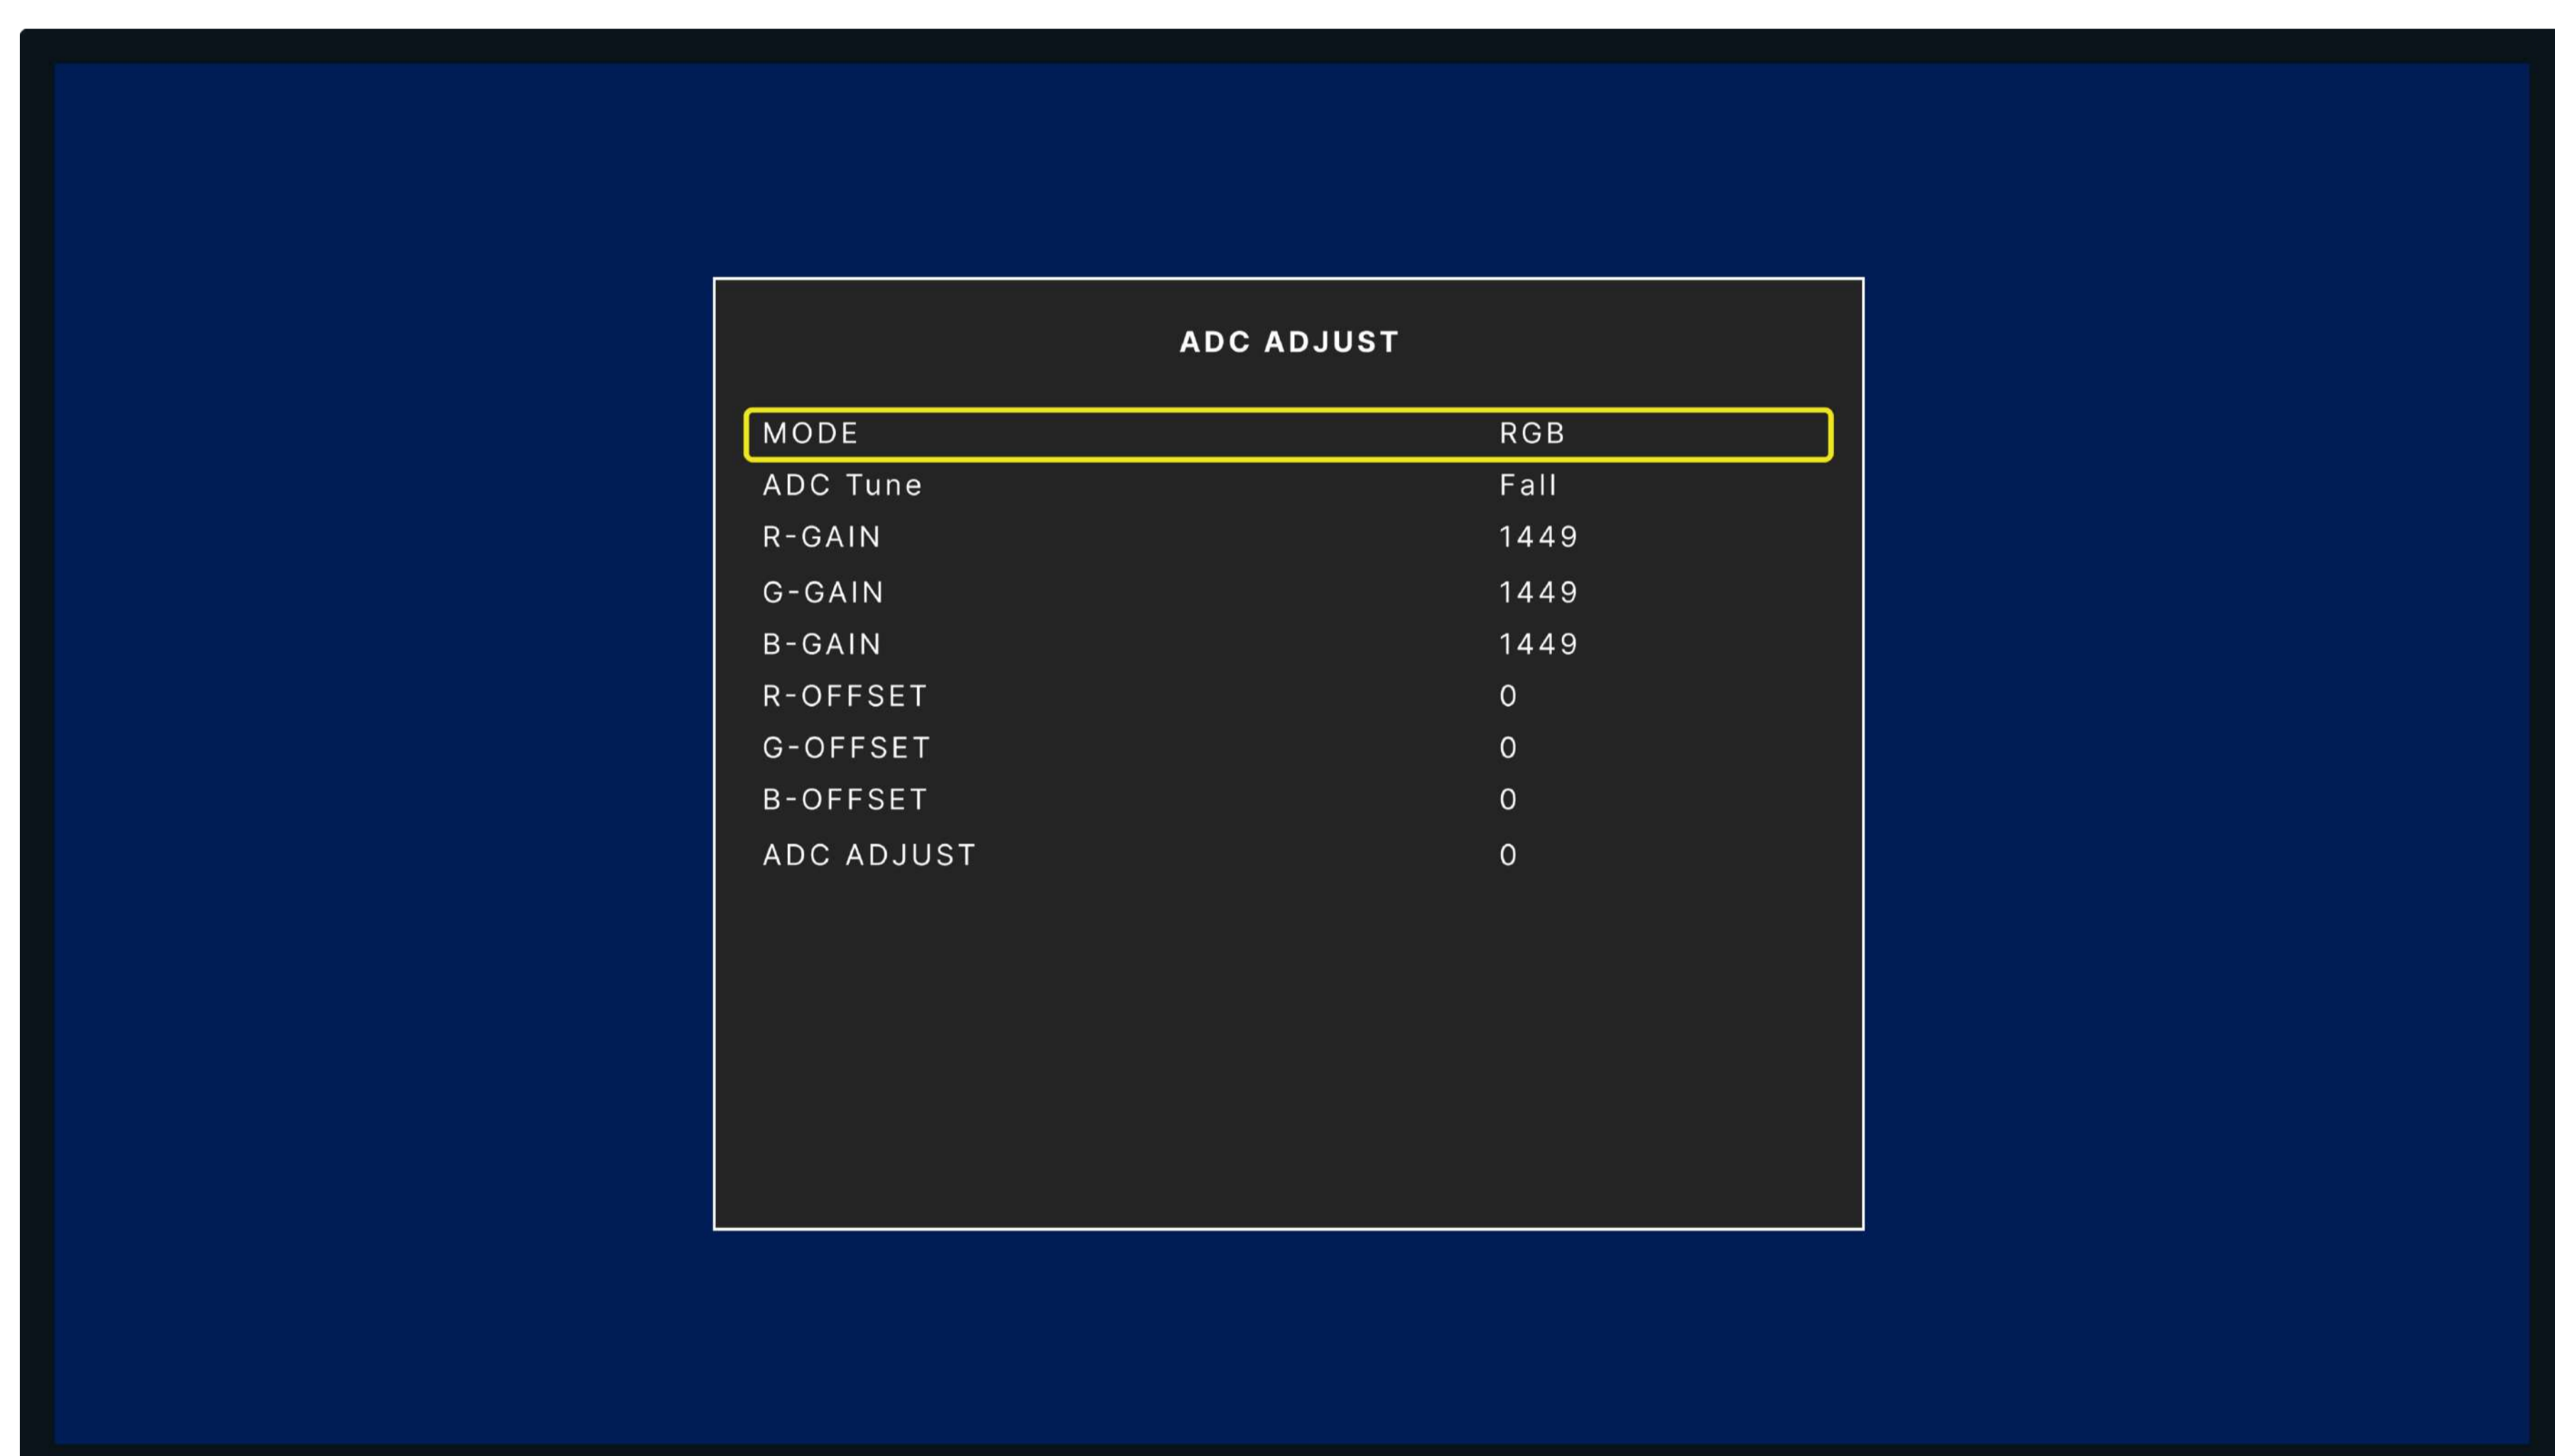 ADC ADJUST
MODE RGB
ADC Tune Fall
R-GAIN 1449
G-GAIN 1449
B-GAIN 1449
R-OFFSET 0
G-OFFSET 0
B-OFFSET 0
ADC ADJUST 0